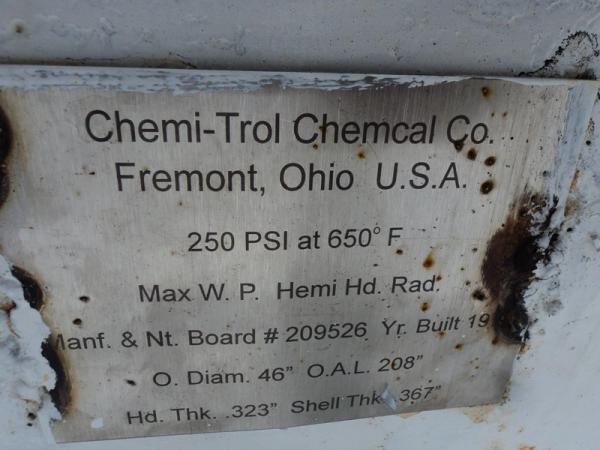 Chemi-Trol Chemcal Co.
Fremont, Ohio U.S.A.
250 PSI at 650° F
Max W. P. Hemi Hd. Rad.
Manf. & Nt. Board # 209526 Yr. Built 19
O. Diam. 46” O.A.L. 208”
Hd. Thk. .323” Shell Thk. .367”